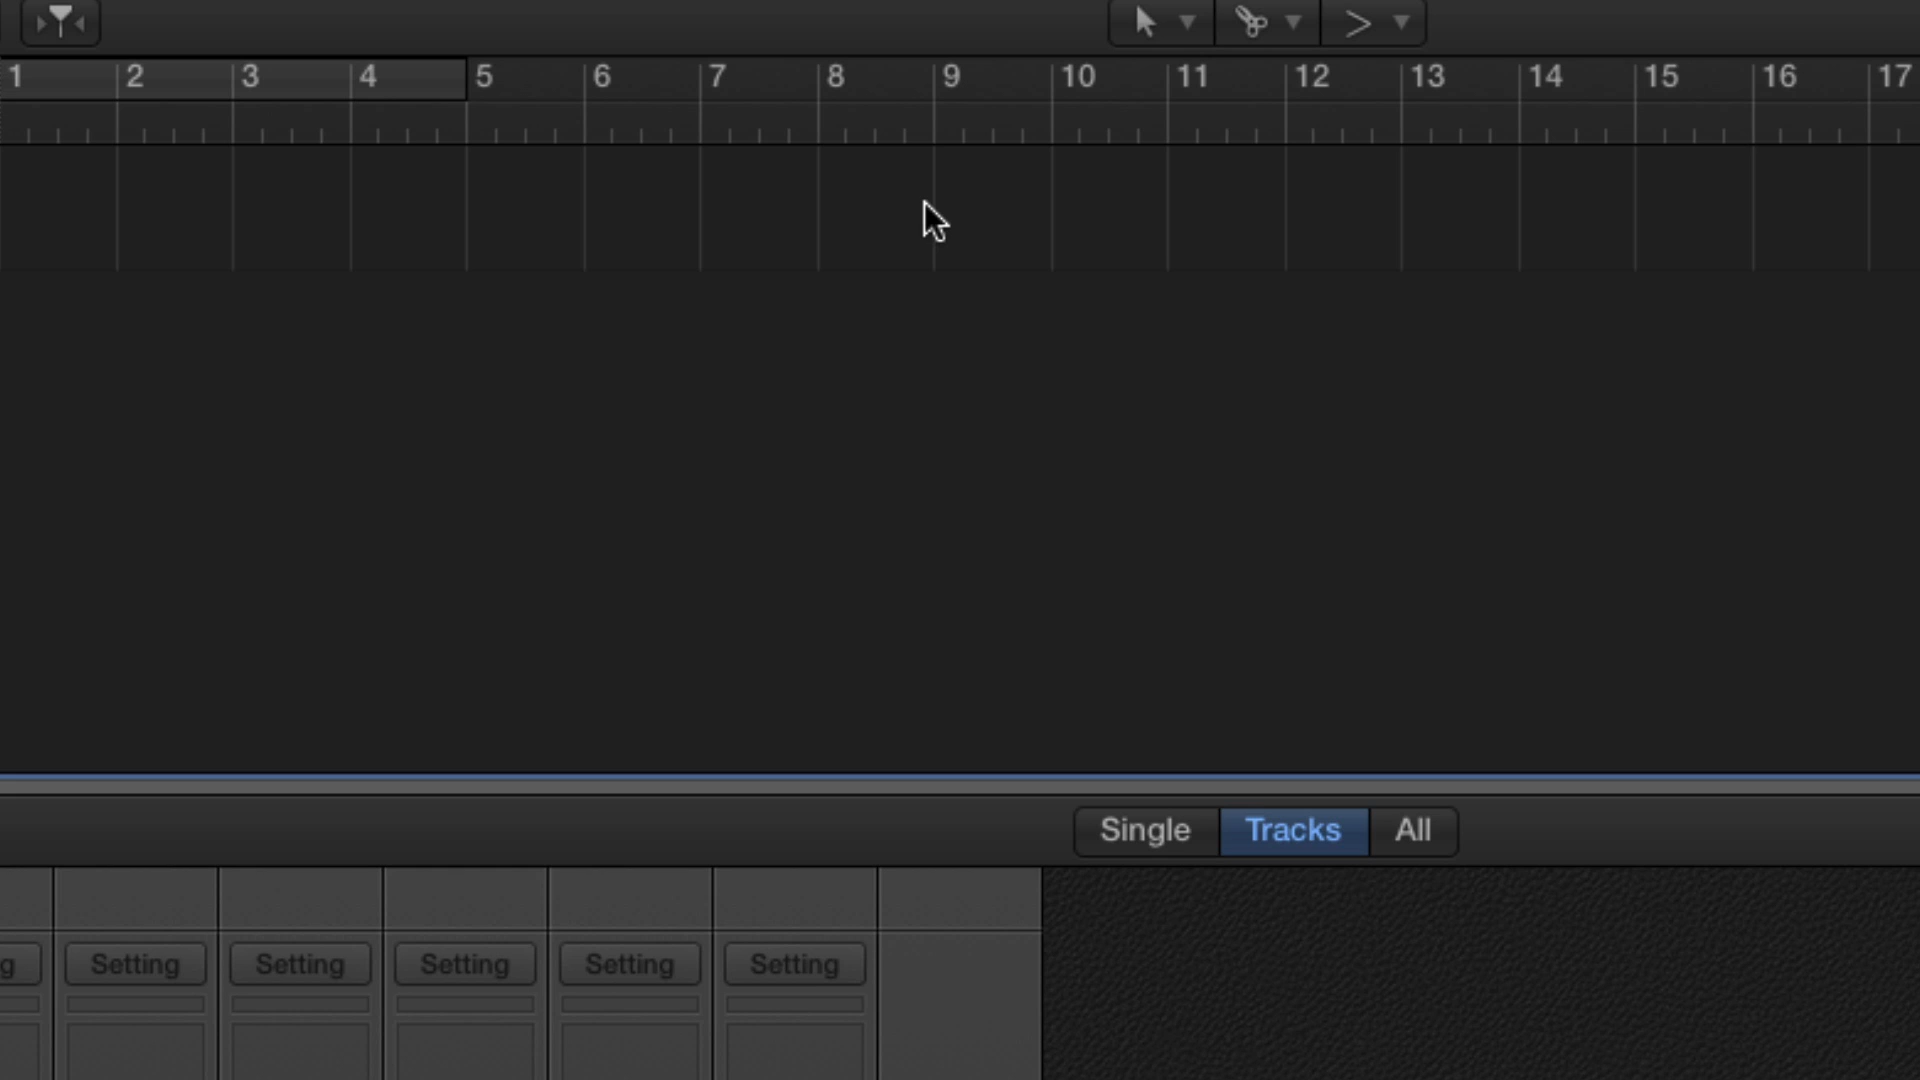 1 2 3 4 5 6 7 8 9 10 11 12 13 14 15 16 17
Single Tracks All
g Setting Setting Setting Setting Setting